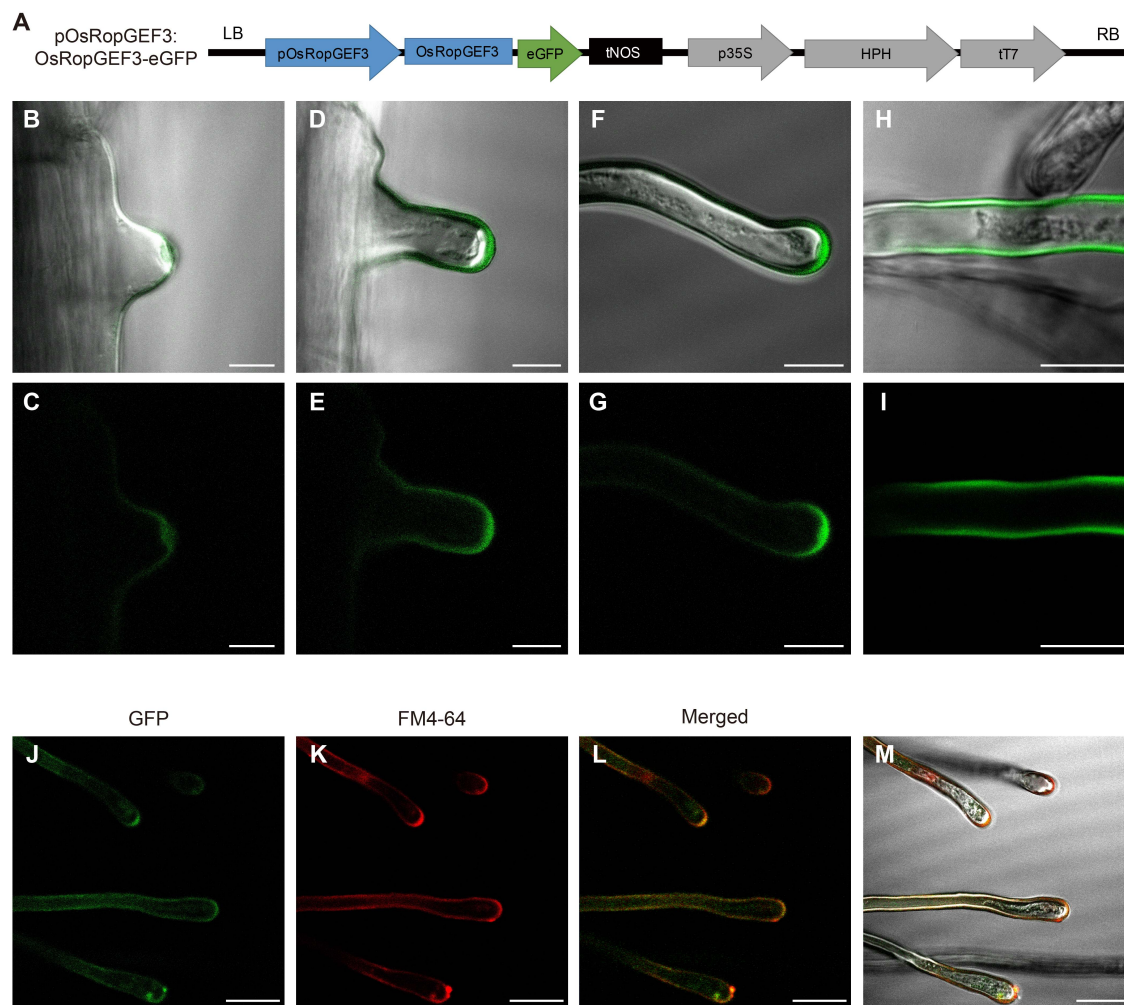 A
pOsRopGEF3:
OsRopGEF3-eGFP
LB
pOsRopGEF3
OsRopGEF3
eGFP
tNOS
p35S
HPH
tT7
RB
B
D
F
H
C
E
G
I
GFP
FM4-64
Merged
J
K
L
M